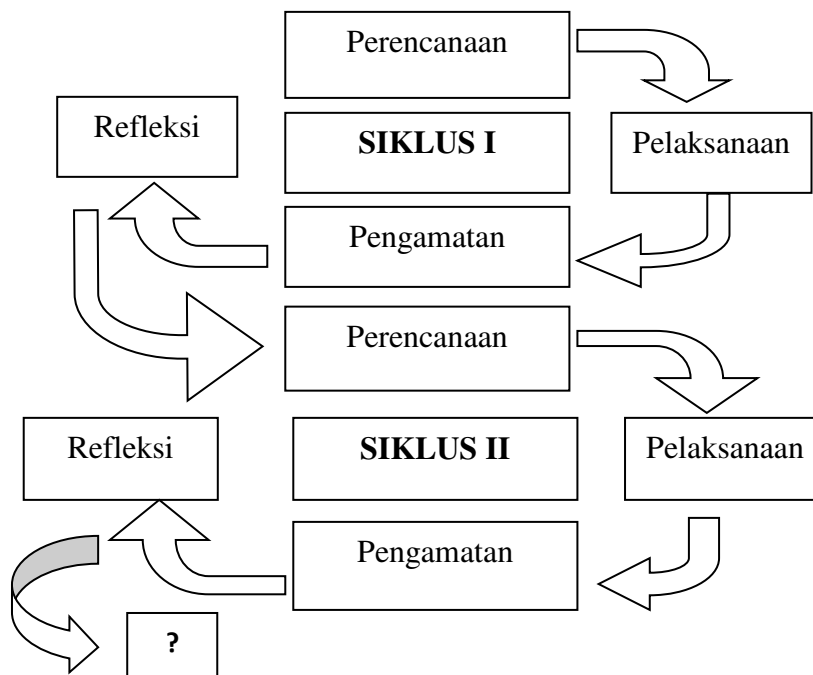 Perencanaan
Refleksi
SIKLUS I
Pelaksanaan
Pengamatan
Perencanaan
Refleksi
SIKLUS II
Pelaksanaan
Pengamatan
?